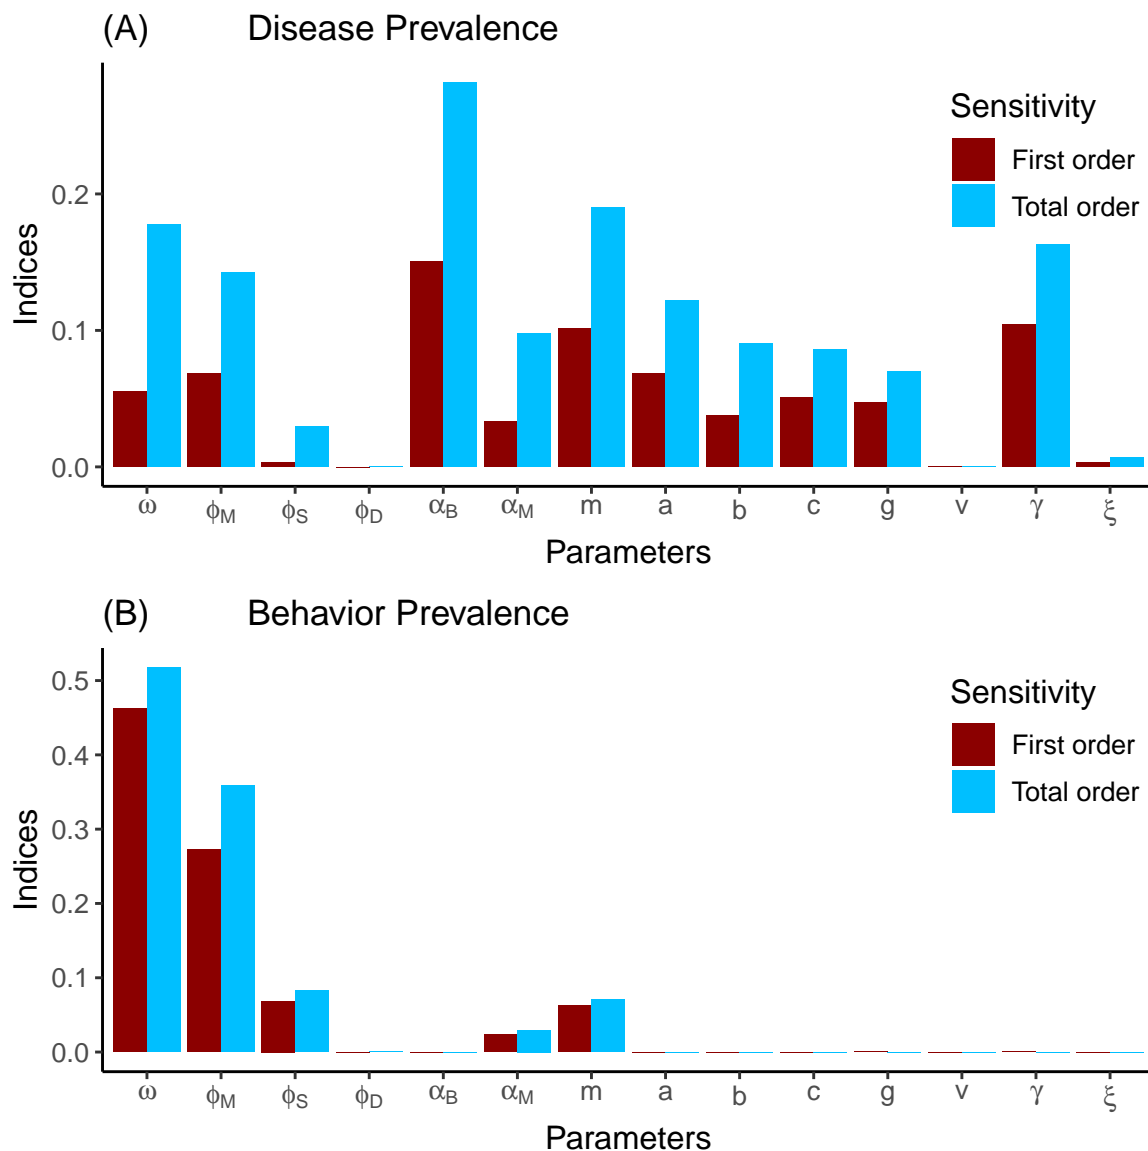 (A) Disease Prevalence
Sensitivity
First order
Total order
Indices
0.2
0.1
0.0
ω ϕM ϕS ϕD αB αM m a b c g v γ ξ
Parameters
(B) Behavior Prevalence
Sensitivity
First order
Total order
Indices
0.5
0.4
0.3
0.2
0.1
0.0
ω ϕM ϕS ϕD αB αM m a b c g v γ ξ
Parameters